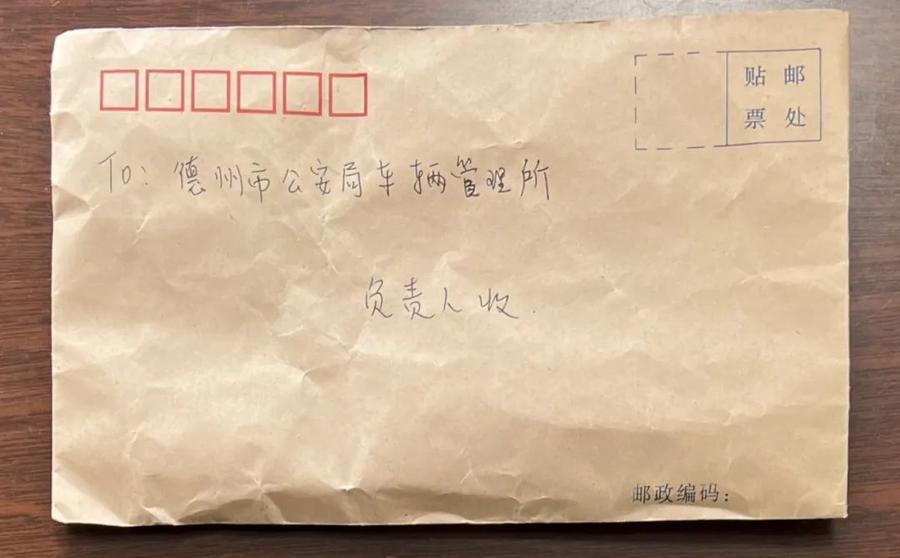 贴邮
票处
To: 德州市公安局车辆管理所
负责人收.
邮政编码: